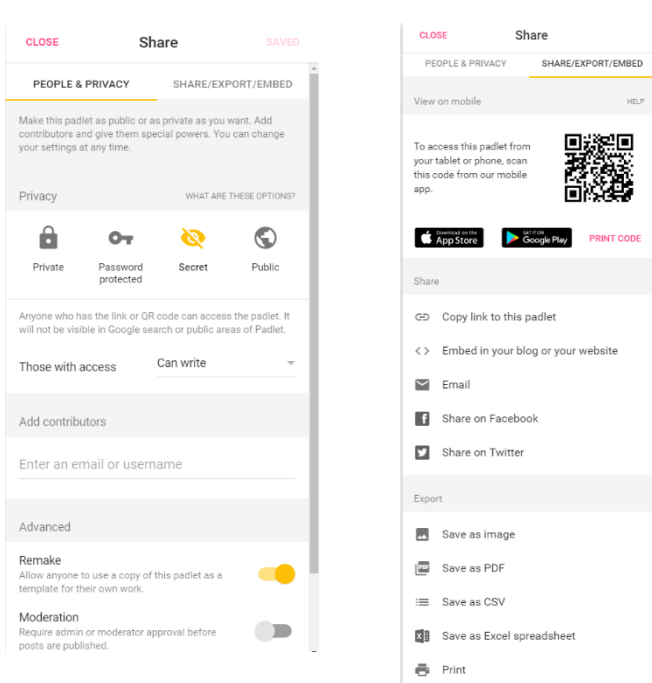 CLOSE
Share
SAVED
PEOPLE & PRIVACY
SHARE/EXPORT/EMBED
Make this padlet as public or as private as you want. Add
contributors and give them special powers. You can change
your settings at any time.
Privacy
WHAT ARE THESE OPTIONS?
Private
Password
protected
Secret
Public
Anyone who has the link or QR code can access the padlet. It
will not be visible in Google search or public areas of Padlet.
Those with access
Can write
Add contributors
Enter an email or username
Advanced
Remake
Allow anyone to use a copy of this padlet as a
template for their own work.
Moderation
Require admin or moderator approval before
posts are published.
CLOSE
Share
PEOPLE & PRIVACY
SHARE/EXPORT/EMBED
View on mobile
HELP
To access this padlet from
your tablet or phone, scan
this code from our mobile
app.
Download on the
App Store
GET IT ON
Google Play
PRINT CODE
Share
Copy link to this padlet
Embed in your blog or your website
Email
Share on Facebook
Share on Twitter
Export
Save as image
PDF
Save as PDF
Save as CSV
Save as Excel spreadsheet
Print